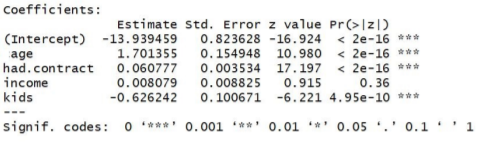 Coefficients:
Estimate Std. Error z value Pr(>|z|)
(Intercept) -13.939459 0.823628 -16.924 < 2e-16 ***
age 1.701355 0.154948 10.980 < 2e-16 ***
had.contract 0.060777 0.003534 17.197 < 2e-16 ***
income 0.008079 0.008825 0.915 0.36
kids -0.626242 0.100671 -6.221 4.95e-10 ***
---
Signif. codes: 0 ‘***’ 0.001 ‘**’ 0.01 ‘*’ 0.05 ‘.’ 0.1 ‘ ’ 1